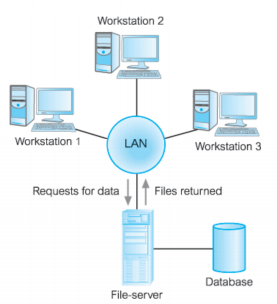 Workstation 2
Workstation 1
LAN
Workstation 3
Requests for data
Files returned
Database
File-server